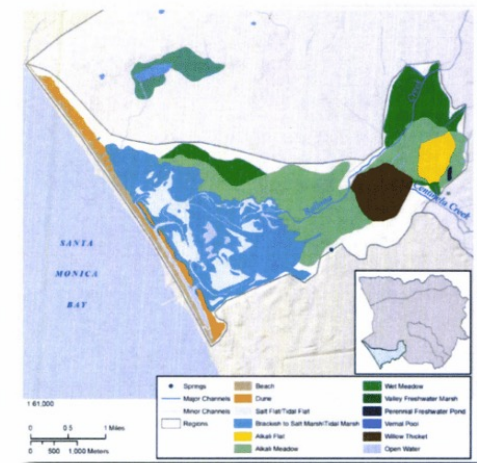 Creek
Ballona
Centinela Creek
SANTA
MONICA
BAY
1:61,000
0 0.5 1 Miles
0 500 1,000 Meters
Springs
Major Channels
Minor Channels
Regions
Beach
Dune
Salt Flat/Tidal Flat
Brackish to Salt Marsh/Tidal Marsh
Alkali Flat
Alkali Meadow
Wet Meadow
Valley Freshwater Marsh
Perennial Freshwater Pond
Vernal Pool
Willow Thicket
Open Water